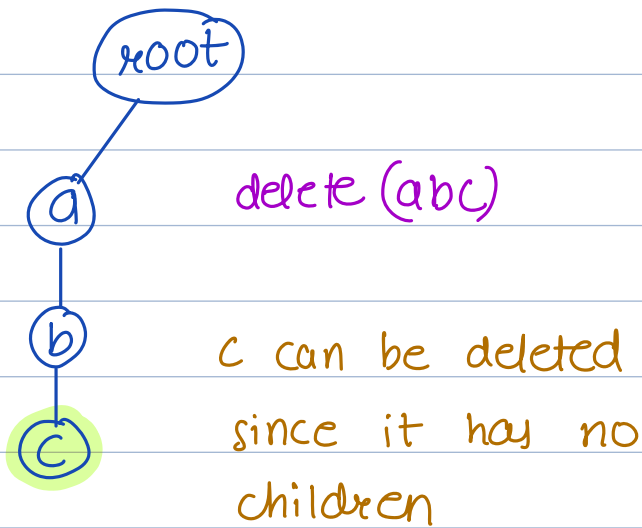 root
a
delete (abc)
b
c can be deleted
since it has no
c
children